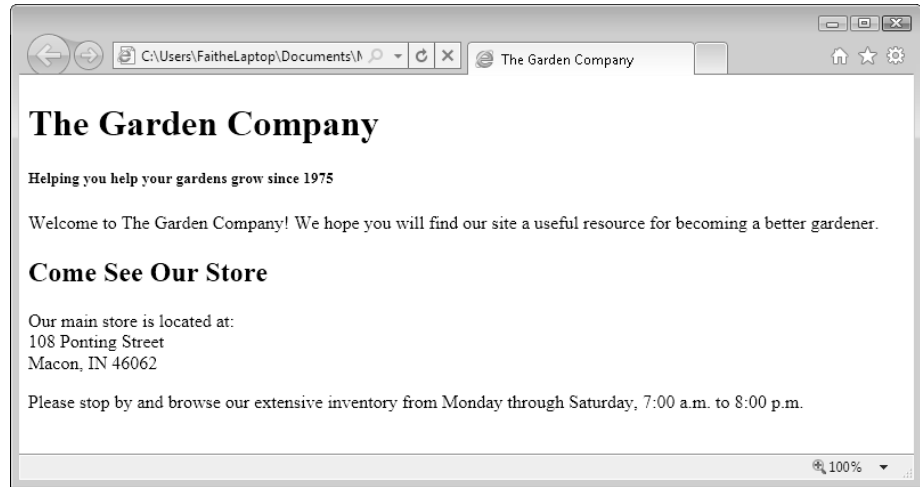 C:\Users\FaitheLaptop\Documents\
The Garden Company
The Garden Company
Helping you help your gardens grow since 1975
Welcome to The Garden Company! We hope you will find our site a useful resource for becoming a better gardener.
Come See Our Store
Our main store is located at:
108 Ponting Street
Macon, IN 46062
Please stop by and browse our extensive inventory from Monday through Saturday, 7:00 a.m. to 8:00 p.m.
100%